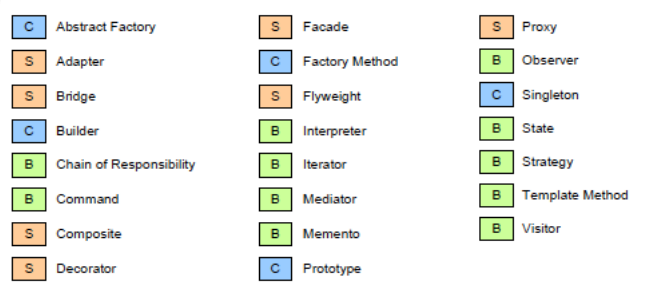 C Abstract Factory
S Adapter
S Bridge
C Builder
B Chain of Responsibility
B Command
S Composite
S Decorator
S Facade
C Factory Method
S Flyweight
B Interpreter
B Iterator
B Mediator
B Memento
C Prototype
S Proxy
B Observer
C Singleton
B State
B Strategy
B Template Method
B Visitor